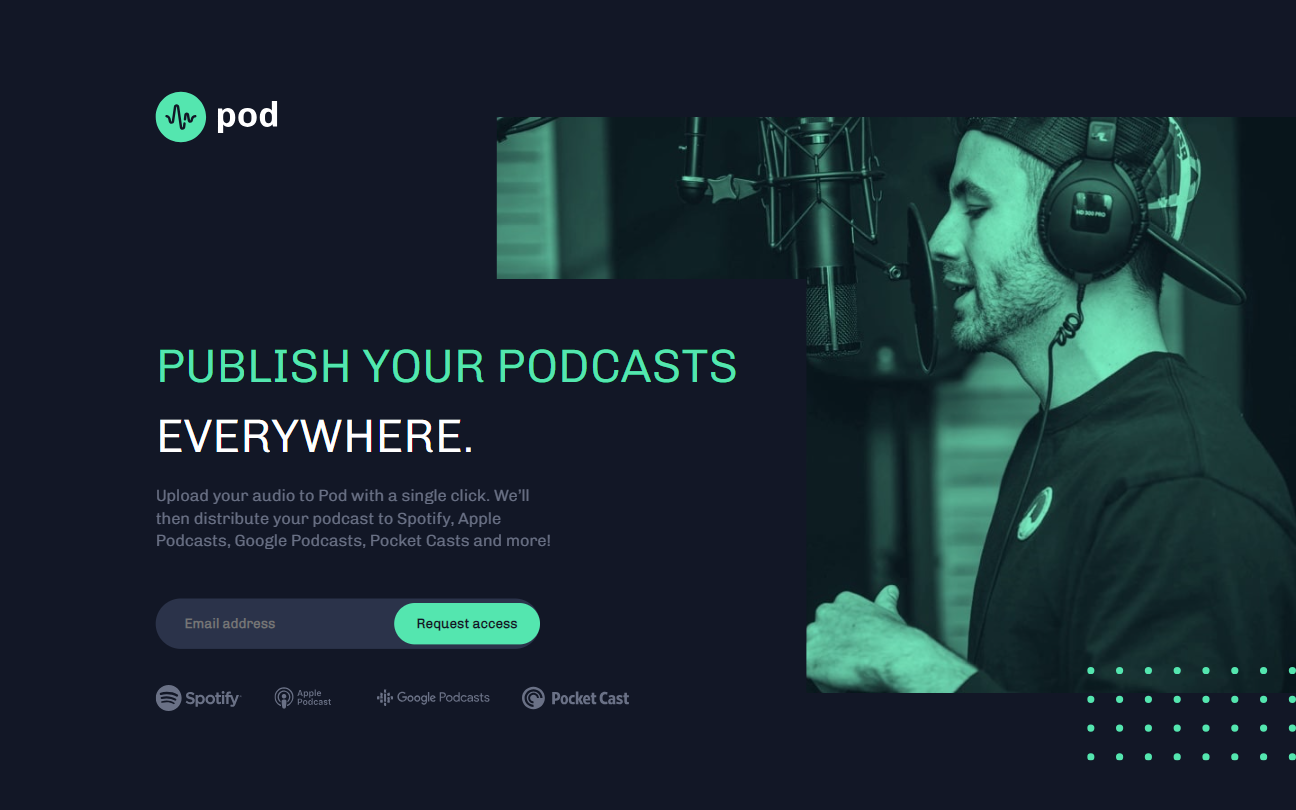 pod
HD 300 PRO
PUBLISH YOUR PODCASTS
EVERYWHERE.
Upload your audio to Pod with a single click. We'll
then distribute your podcast to Spotify, Apple
Podcasts, Google Podcasts, Pocket Casts and more!
Email address
Request access
Spotify
Apple
Podcast
Google Podcasts
Pocket Cast